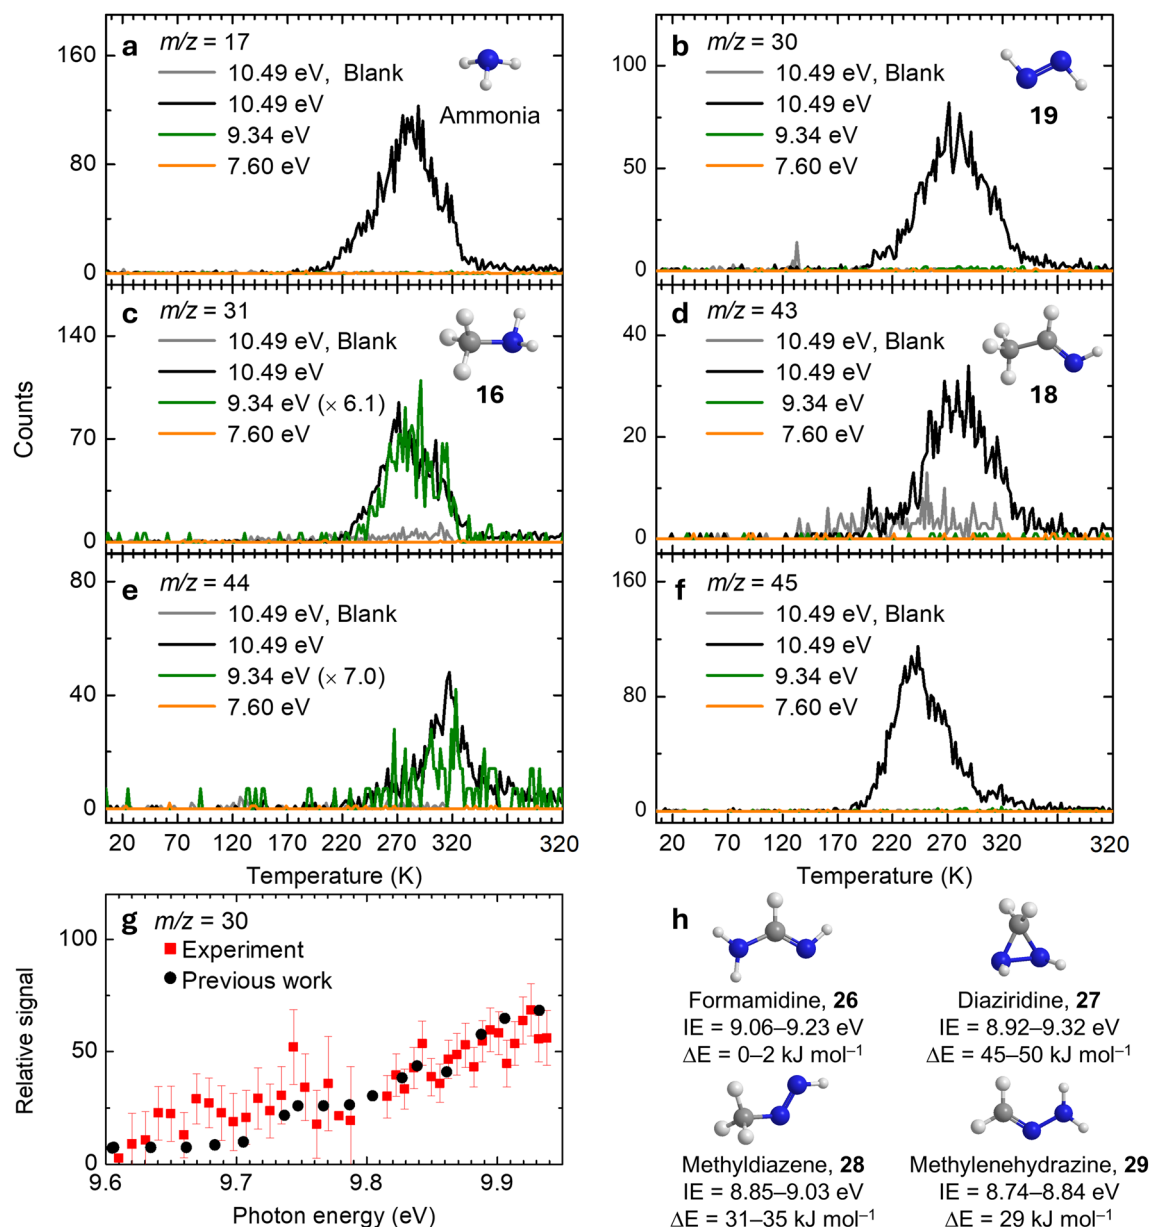 a m/z = 17
10.49 eV, Blank
10.49 eV
9.34 eV
7.60 eV
Ammonia
160
80
0
b m/z = 30
10.49 eV, Blank
10.49 eV
9.34 eV
7.60 eV
19
100
50
0
c m/z = 31
10.49 eV, Blank
10.49 eV
9.34 eV (× 6.1)
7.60 eV
16
140
70
0
d m/z = 43
10.49 eV, Blank
10.49 eV
9.34 eV
7.60 eV
18
40
20
0
Counts
e m/z = 44
10.49 eV, Blank
10.49 eV
9.34 eV (× 7.0)
7.60 eV
80
40
0
20 70 120 170 220 270 320 320
Temperature (K)
f m/z = 45
10.49 eV, Blank
10.49 eV
9.34 eV
7.60 eV
160
80
0
20 70 120 170 220 270 320 320
Temperature (K)
g m/z = 30
Experiment
Previous work
100
50
0
Relative signal
9.6 9.7 9.8 9.9
Photon energy (eV)
h
Formamidine, 26
IE = 9.06–9.23 eV
ΔE = 0–2 kJ mol⁻¹
Diaziridine, 27
IE = 8.92–9.32 eV
ΔE = 45–50 kJ mol⁻¹
Methyldiazene, 28
IE = 8.85–9.03 eV
ΔE = 31–35 kJ mol⁻¹
Methylenehydrazine, 29
IE = 8.74–8.84 eV
ΔE = 29 kJ mol⁻¹